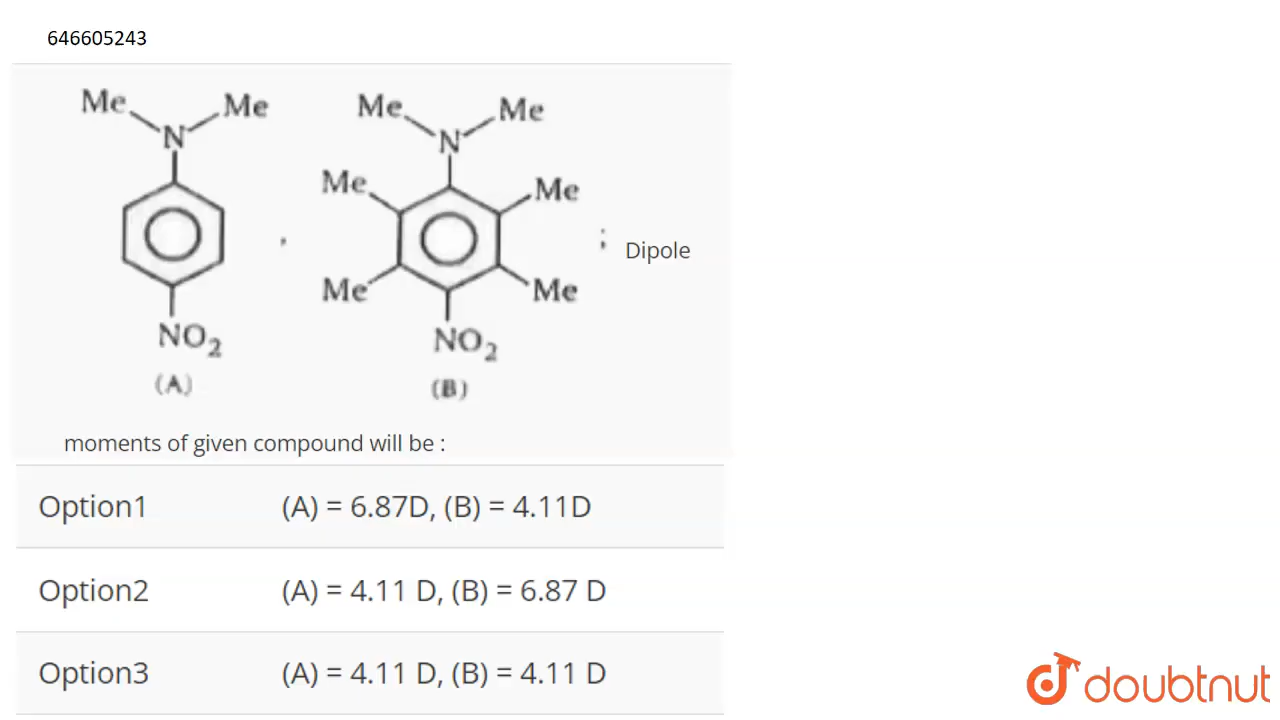 646605243
Me Me Me Me
N N
Me Me
, ; Dipole
Me Me
NO2 NO2
(A) (B)
moments of given compound will be :
Option1 (A) = 6.87D, (B) = 4.11D
Option2 (A) = 4.11 D, (B) = 6.87 D
Option3 (A) = 4.11 D, (B) = 4.11 D
doubtnut